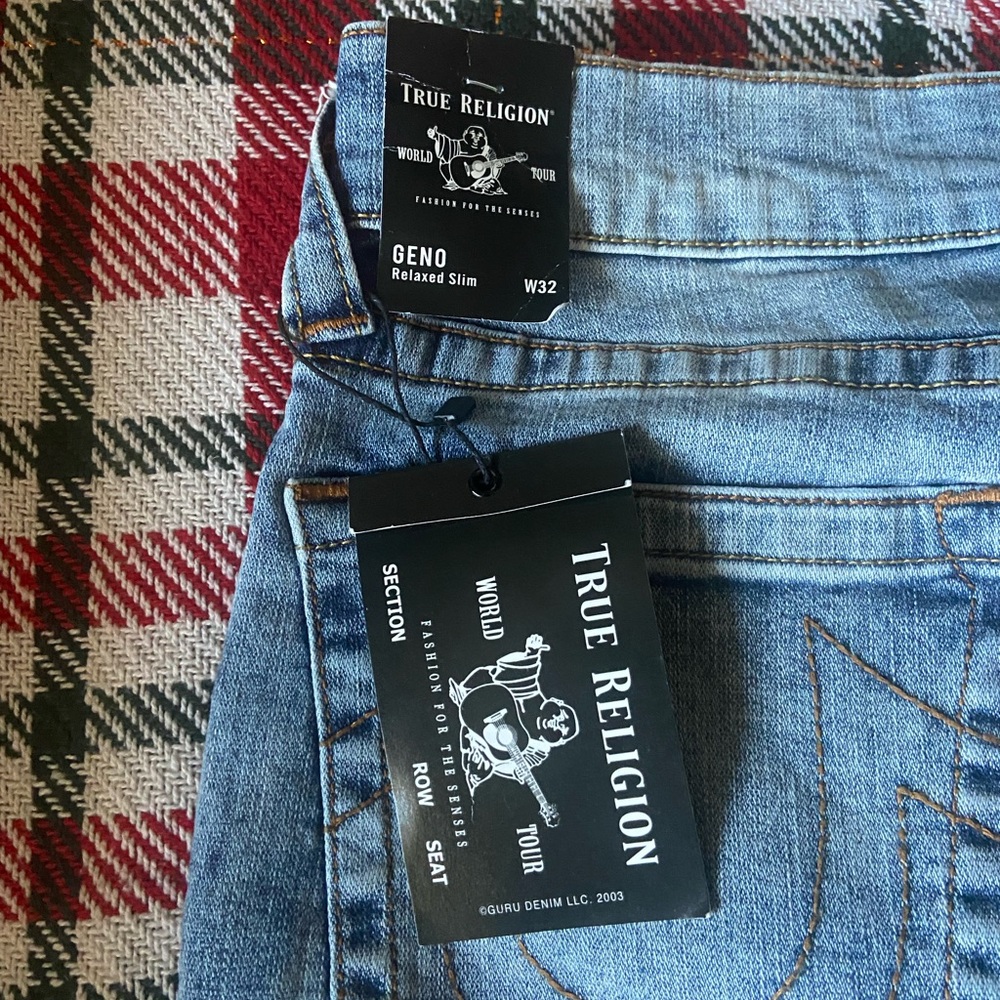 TRUE RELIGION®
WORLD TOUR
FASHION FOR THE SENSES
GENO
Relaxed Slim
W32
TRUE RELIGION
WORLD TOUR
FASHION FOR THE SENSES
SECTION ROW SEAT
©GURU DENIM LLC. 2003